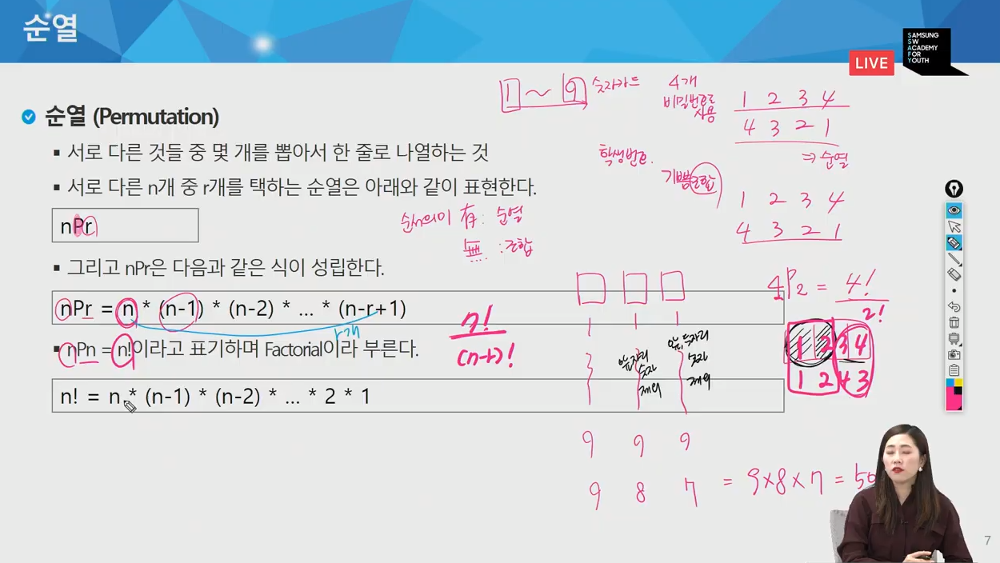 순열
SAMSUNG
SW
ACADEMY
FOR
YOUTH
LIVE
순열 (Permutation)
서로 다른 것들 중 몇 개를 뽑아서 한 줄로 나열하는 것
서로 다른 n개 중 r개를 택하는 순열은 아래와 같이 표현한다.
nPr
그리고 nPr은 다음과 같은 식이 성립한다.
nPr = n * (n-1) * (n-2) * … * (n-r+1)
nPn = n!이라고 표기하며 Factorial이라 부른다.
n! = n * (n-1) * (n-2) * … * 2 * 1
1 ~ 9 숫자카드
4개
비밀번호로
사용
1 2 3 4
4 3 2 1
⇒ 순열
학생번호.
조합
1 2 3 4
4 3 2 1
순서의미 有 : 순열
無 : 조합
r개
n!
(n-r)!
4P2 = 4!
2!
1 2 3 4
1 2 4 3
1 1 1
앞자리
숫자
제외
앞 두자리
숫자
제외
9 9 9
9 8 7 = 9×8×7 = 50
7